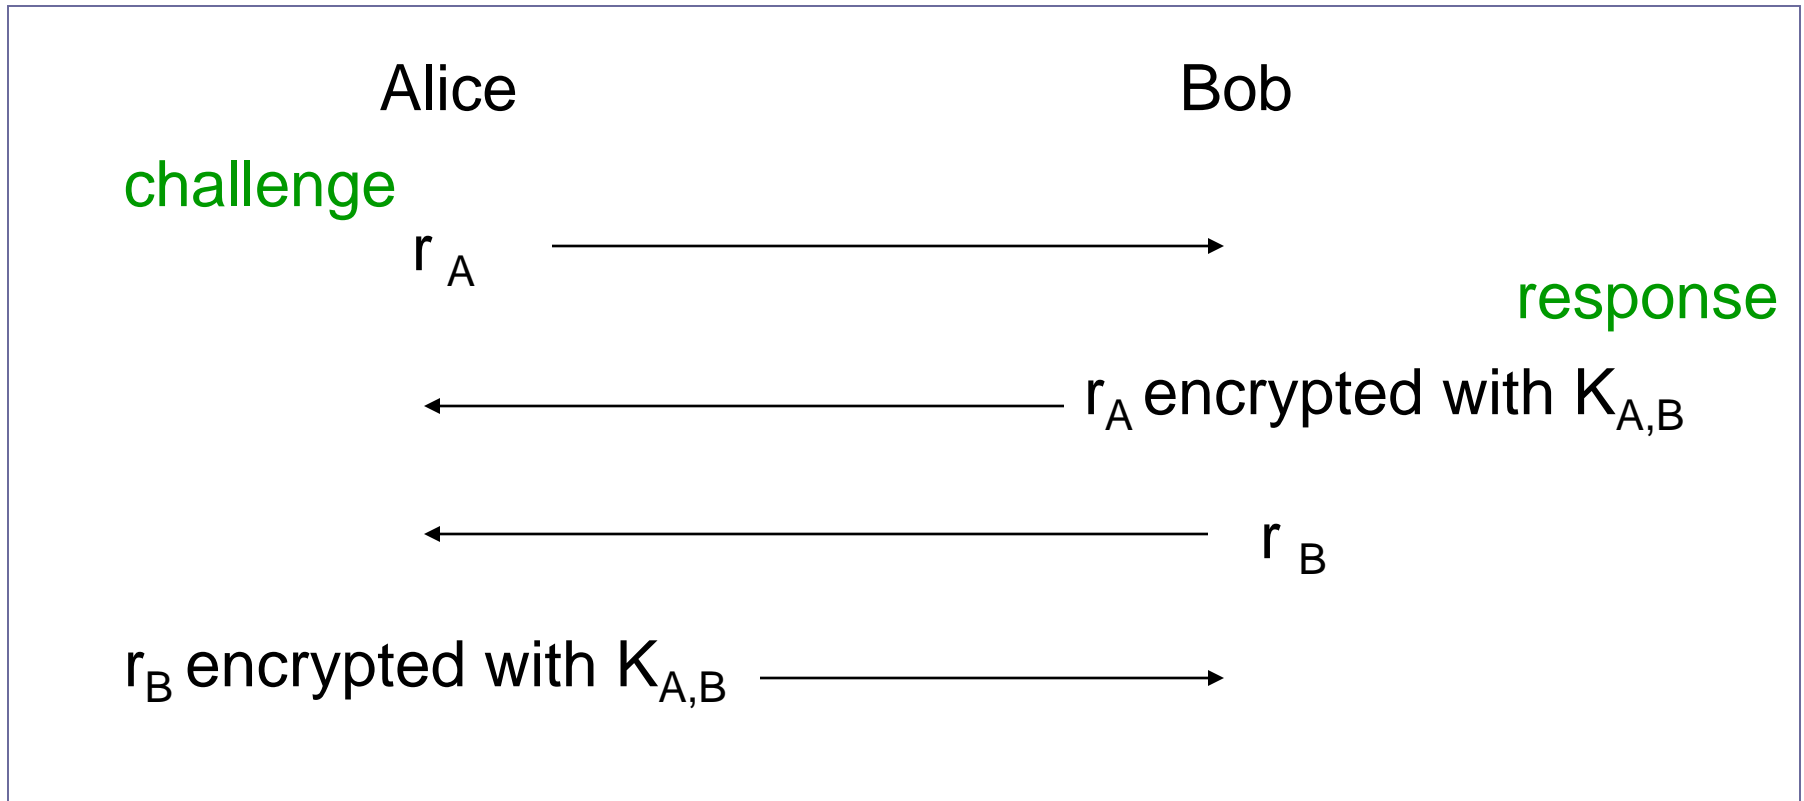 Alice Bob
challenge
r A
response
rA encrypted with KA,B
r B
rB encrypted with KA,B